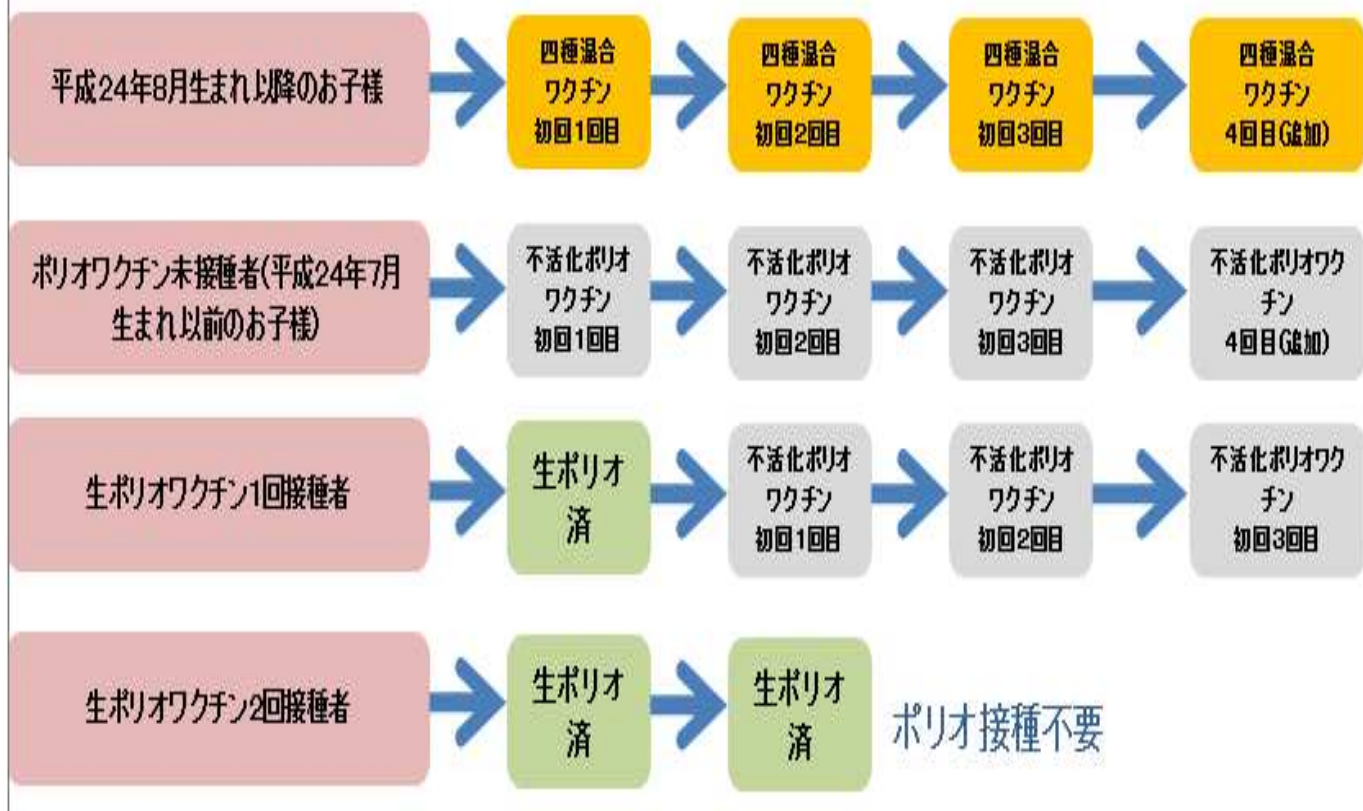 平成24年8月生まれ以降のお子様
四種混合
ワクチン
初回1回目
四種混合
ワクチン
初回2回目
四種混合
ワクチン
初回3回目
四種混合
ワクチン
4回目(追加)
ポリオワクチン未接種者(平成24年7月
生まれ以前のお子様)
不活化ポリオ
ワクチン
初回1回目
不活化ポリオ
ワクチン
初回2回目
不活化ポリオ
ワクチン
初回3回目
不活化ポリオワク
チン
4回目(追加)
生ポリオワクチン1回接種者
生ポリオ
済
不活化ポリオ
ワクチン
初回1回目
不活化ポリオ
ワクチン
初回2回目
不活化ポリオワク
チン
初回3回目
生ポリオワクチン2回接種者
生ポリオ
済
生ポリオ
済
ポリオ接種不要